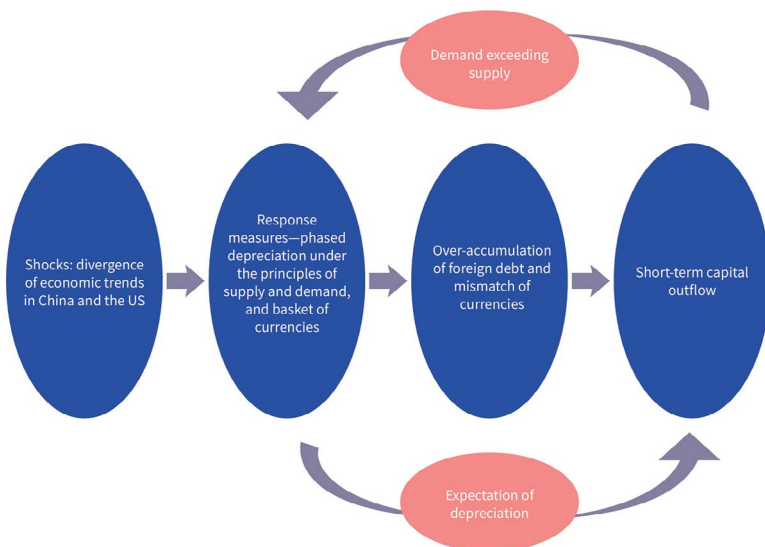 Demand exceeding
supply
Shocks: divergence
of economic trends
in China and the US
Response
measures—phased
depreciation under
the principles of
supply and demand,
and basket of
currencies
Over-accumulation
of foreign debt and
mismatch of
currencies
Short-term capital
outflow
Expectation of
depreciation